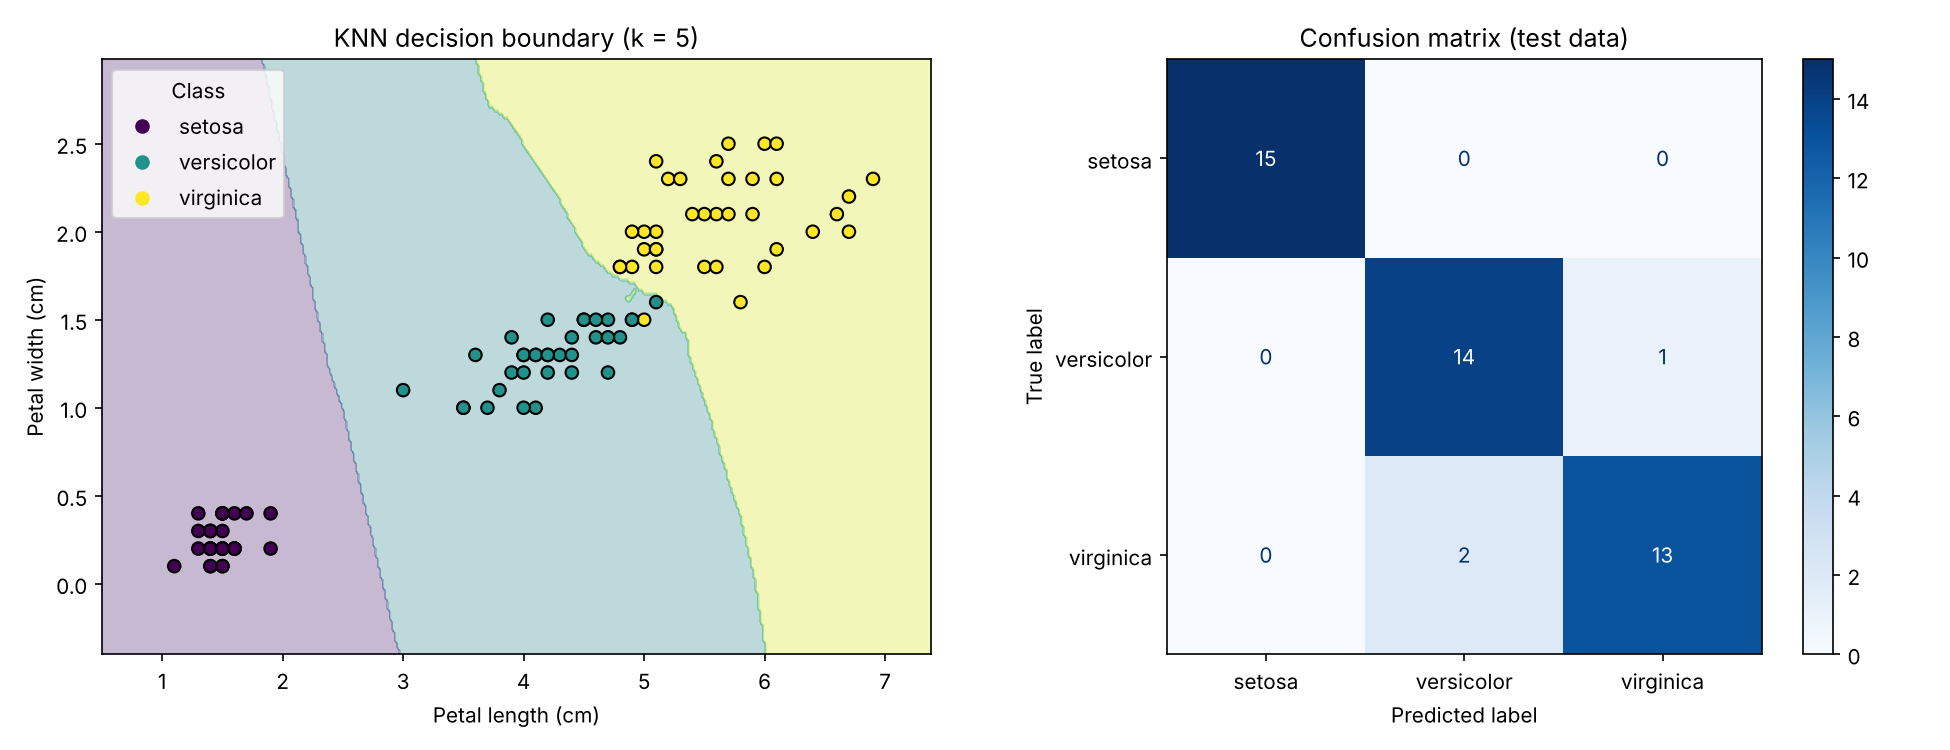 KNN decision boundary (k = 5)
Class
setosa
versicolor
virginica
2.5
2.0
1.5
1.0
0.5
0.0
Petal width (cm)
1 2 3 4 5 6 7
Petal length (cm)
Confusion matrix (test data)
True label
setosa
versicolor
virginica
15 0 0
0 14 1
0 2 13
setosa versicolor virginica
Predicted label
14
12
10
8
6
4
2
0